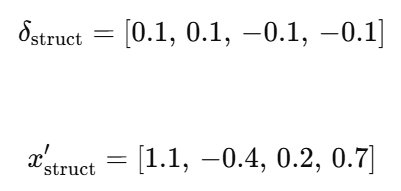 δ_struct = [0.1, 0.1, −0.1, −0.1]
x′_struct = [1.1, −0.4, 0.2, 0.7]